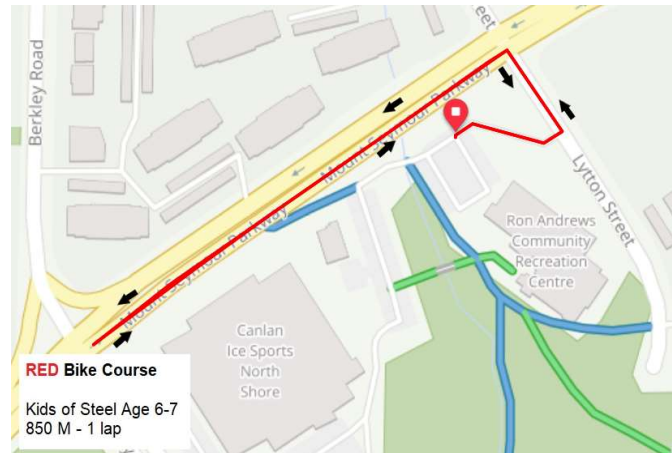 Street
Berkley Road
Mount Seymour Parkway
Mount Seymour Parkway
Lytton Street
Ron Andrews
Community
Recreation
Centre
Canlan
Ice Sports
North
Shore
RED Bike Course
Kids of Steel Age 6-7
850 M - 1 lap